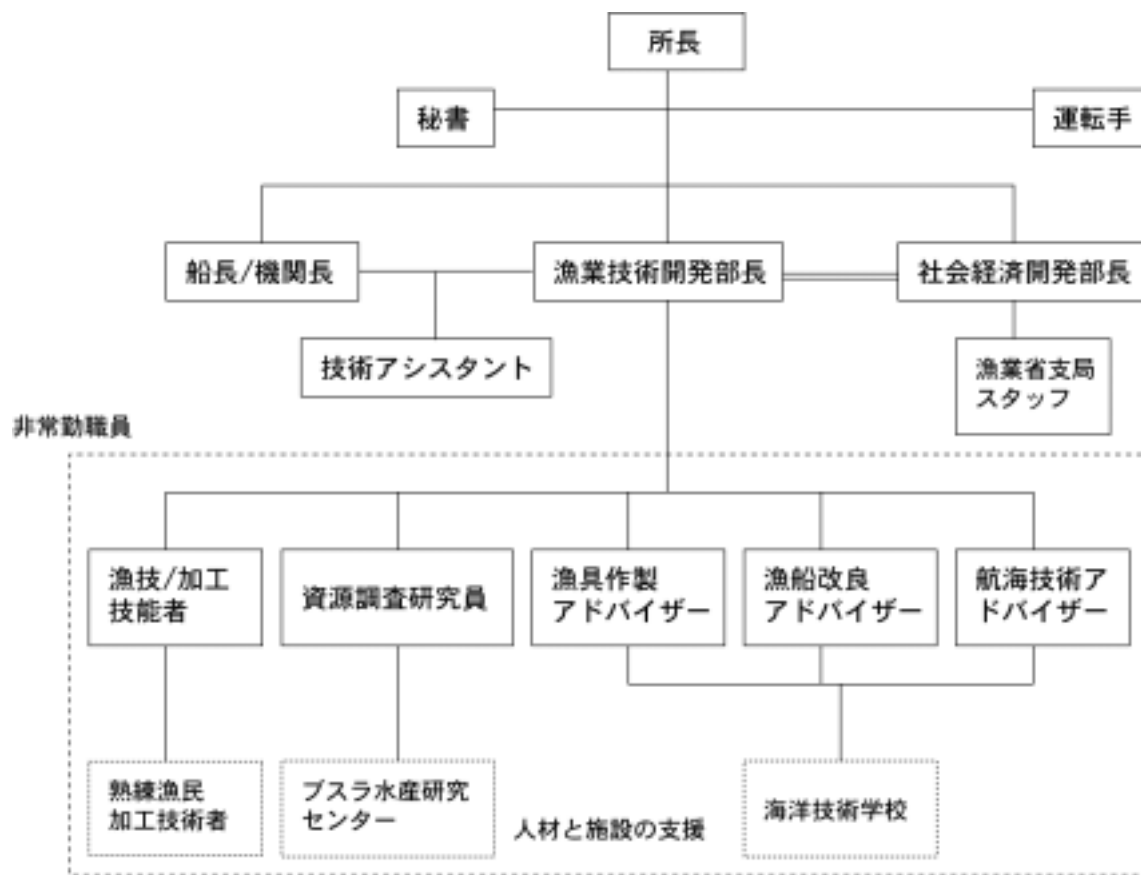 所長
秘書
運転手
船長/機関長
漁業技術開発部長
社会経済開発部長
技術アシスタント
漁業省支局
スタッフ
非常勤職員
漁技/加工
技能者
資源調査研究員
漁具作製
アドバイザー
漁船改良
アドバイザー
航海技術ア
ドバイザー
熟練漁民
加工技術者
ブスラ水産研究
センター
人材と施設の支援
海洋技術学校